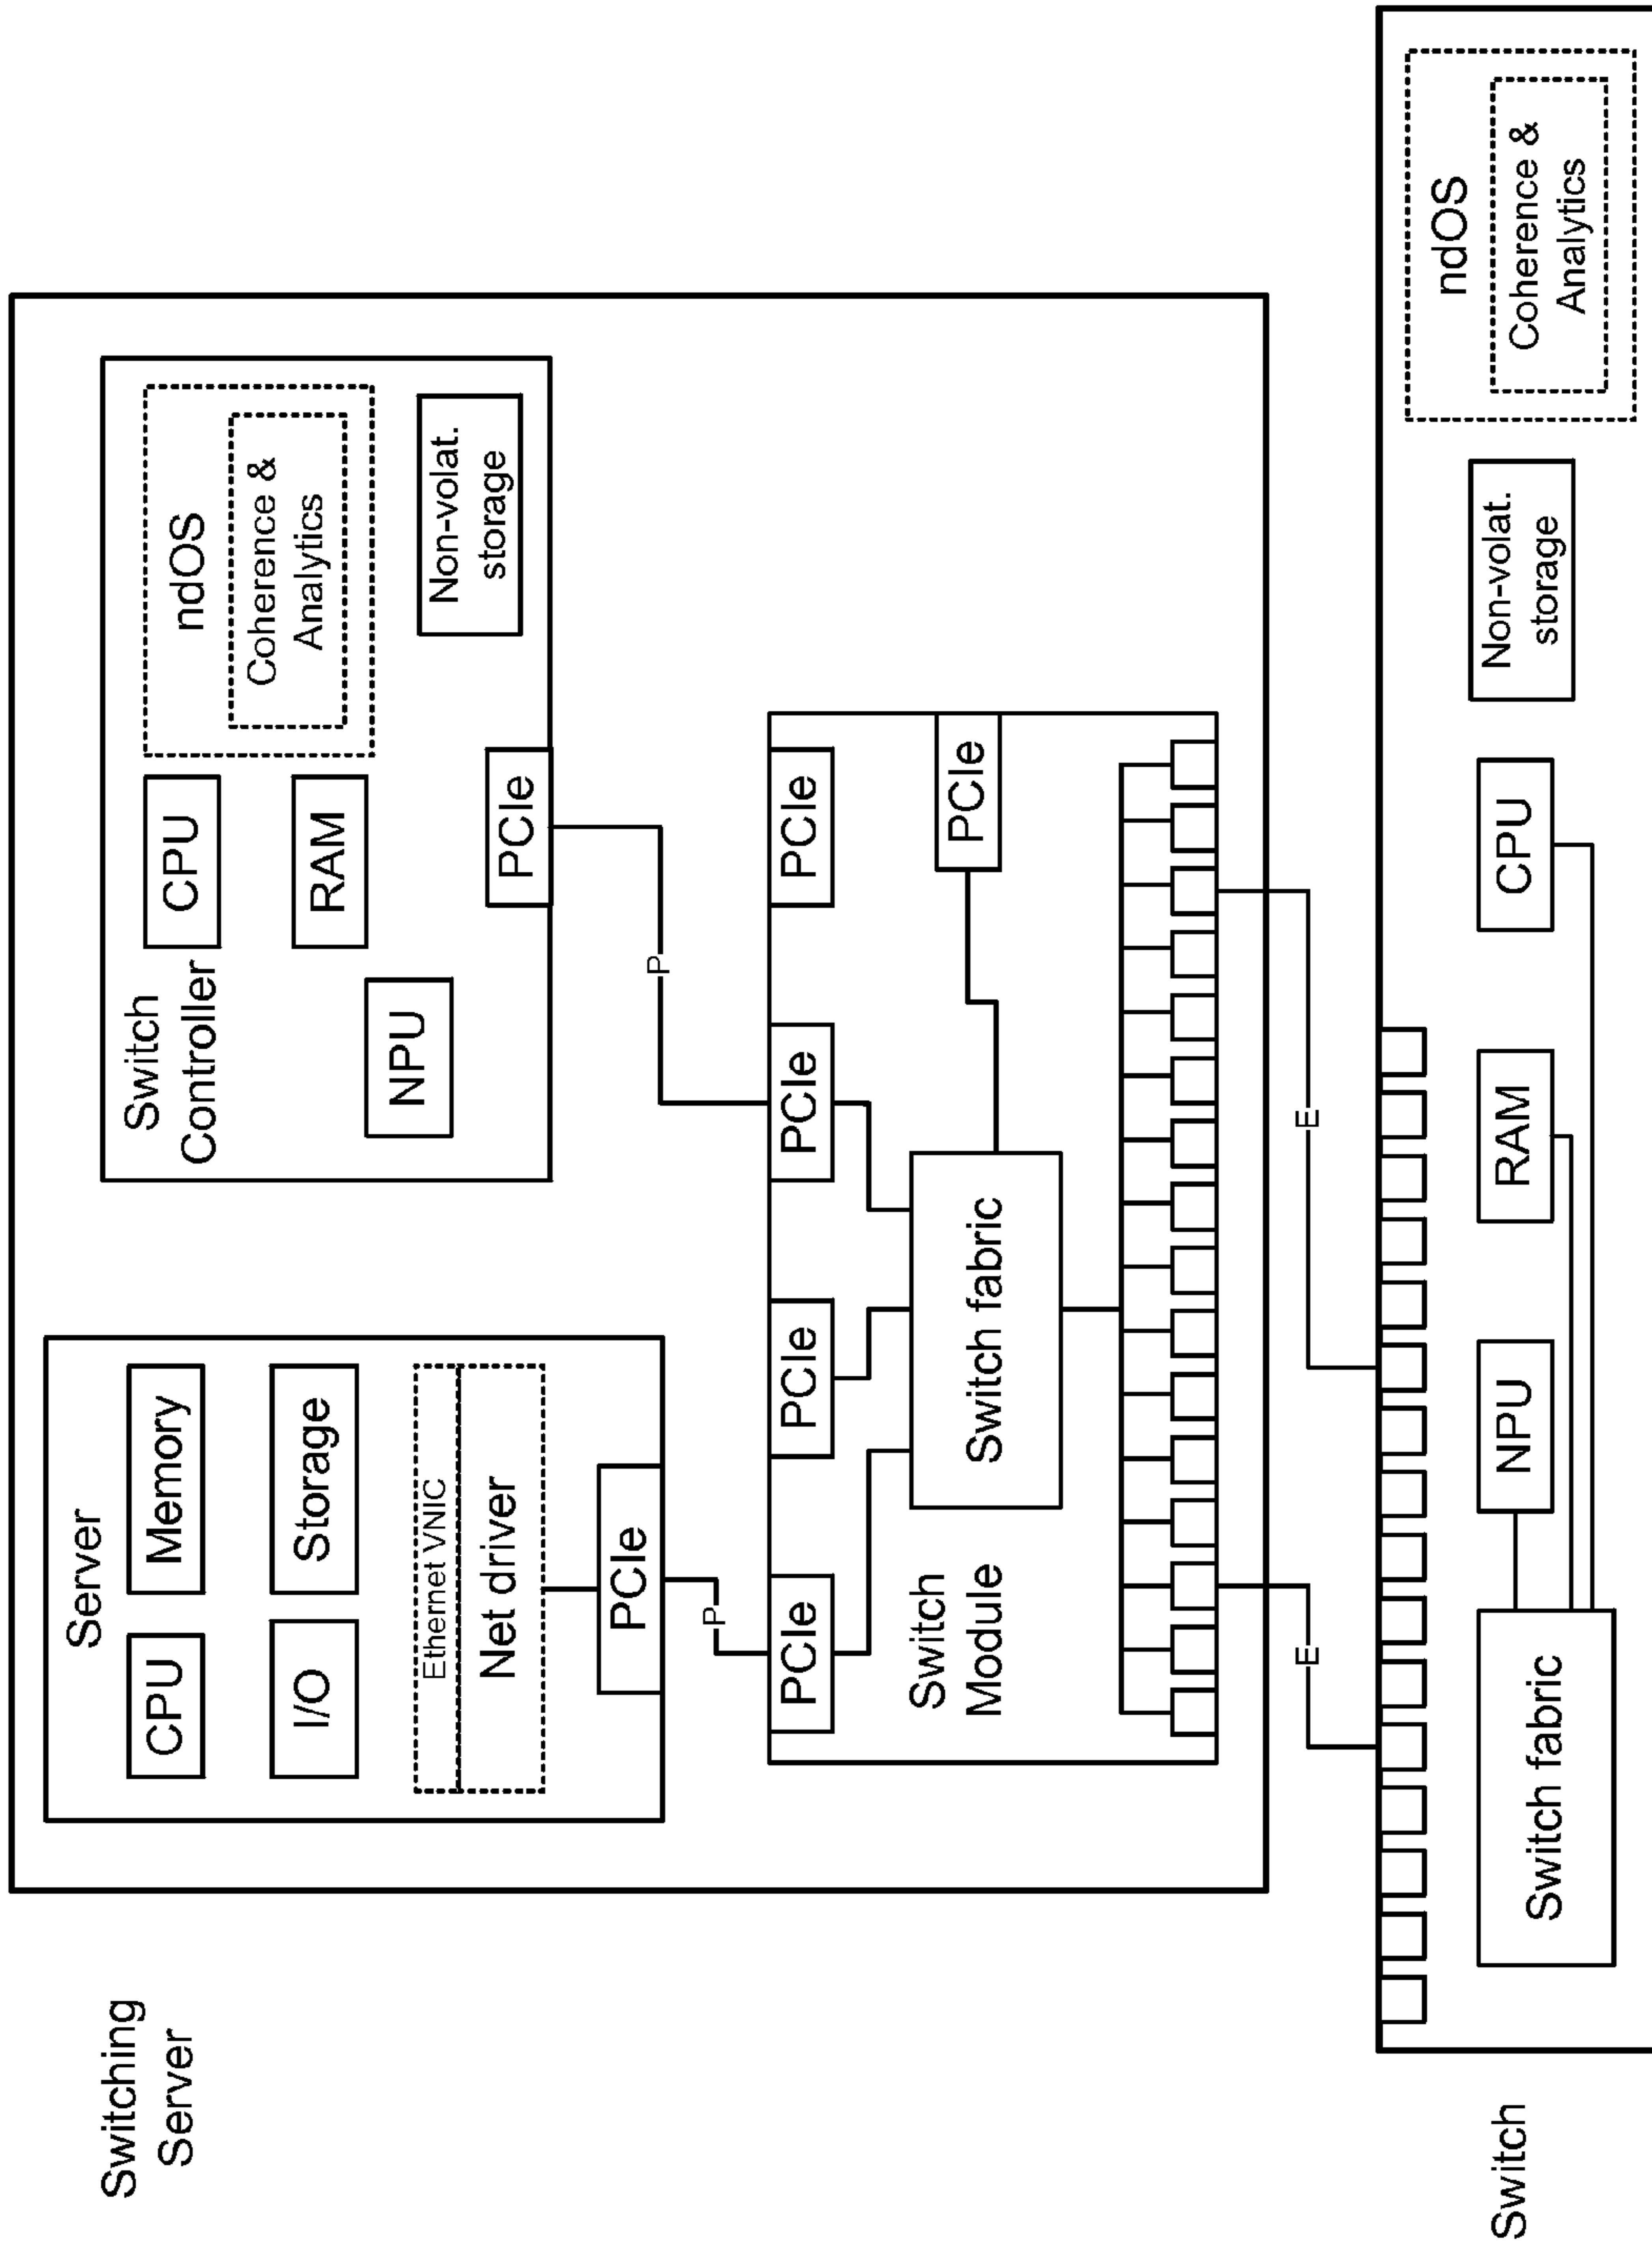 Switching
Server
Server
CPU
Memory
I/O
Storage
Ethernet VNIC
Net driver
PCIe
P
Switch
Controller
CPU
RAM
NPU
ndOS
Coherence &
Analytics
Non-volat.
storage
PCIe
P
PCIe
PCIe
PCIe
PCIe
Switch
Module
Switch fabric
PCIe
E
E
Switch
Switch fabric
NPU
RAM
CPU
Non-volat.
storage
ndOS
Coherence &
Analytics